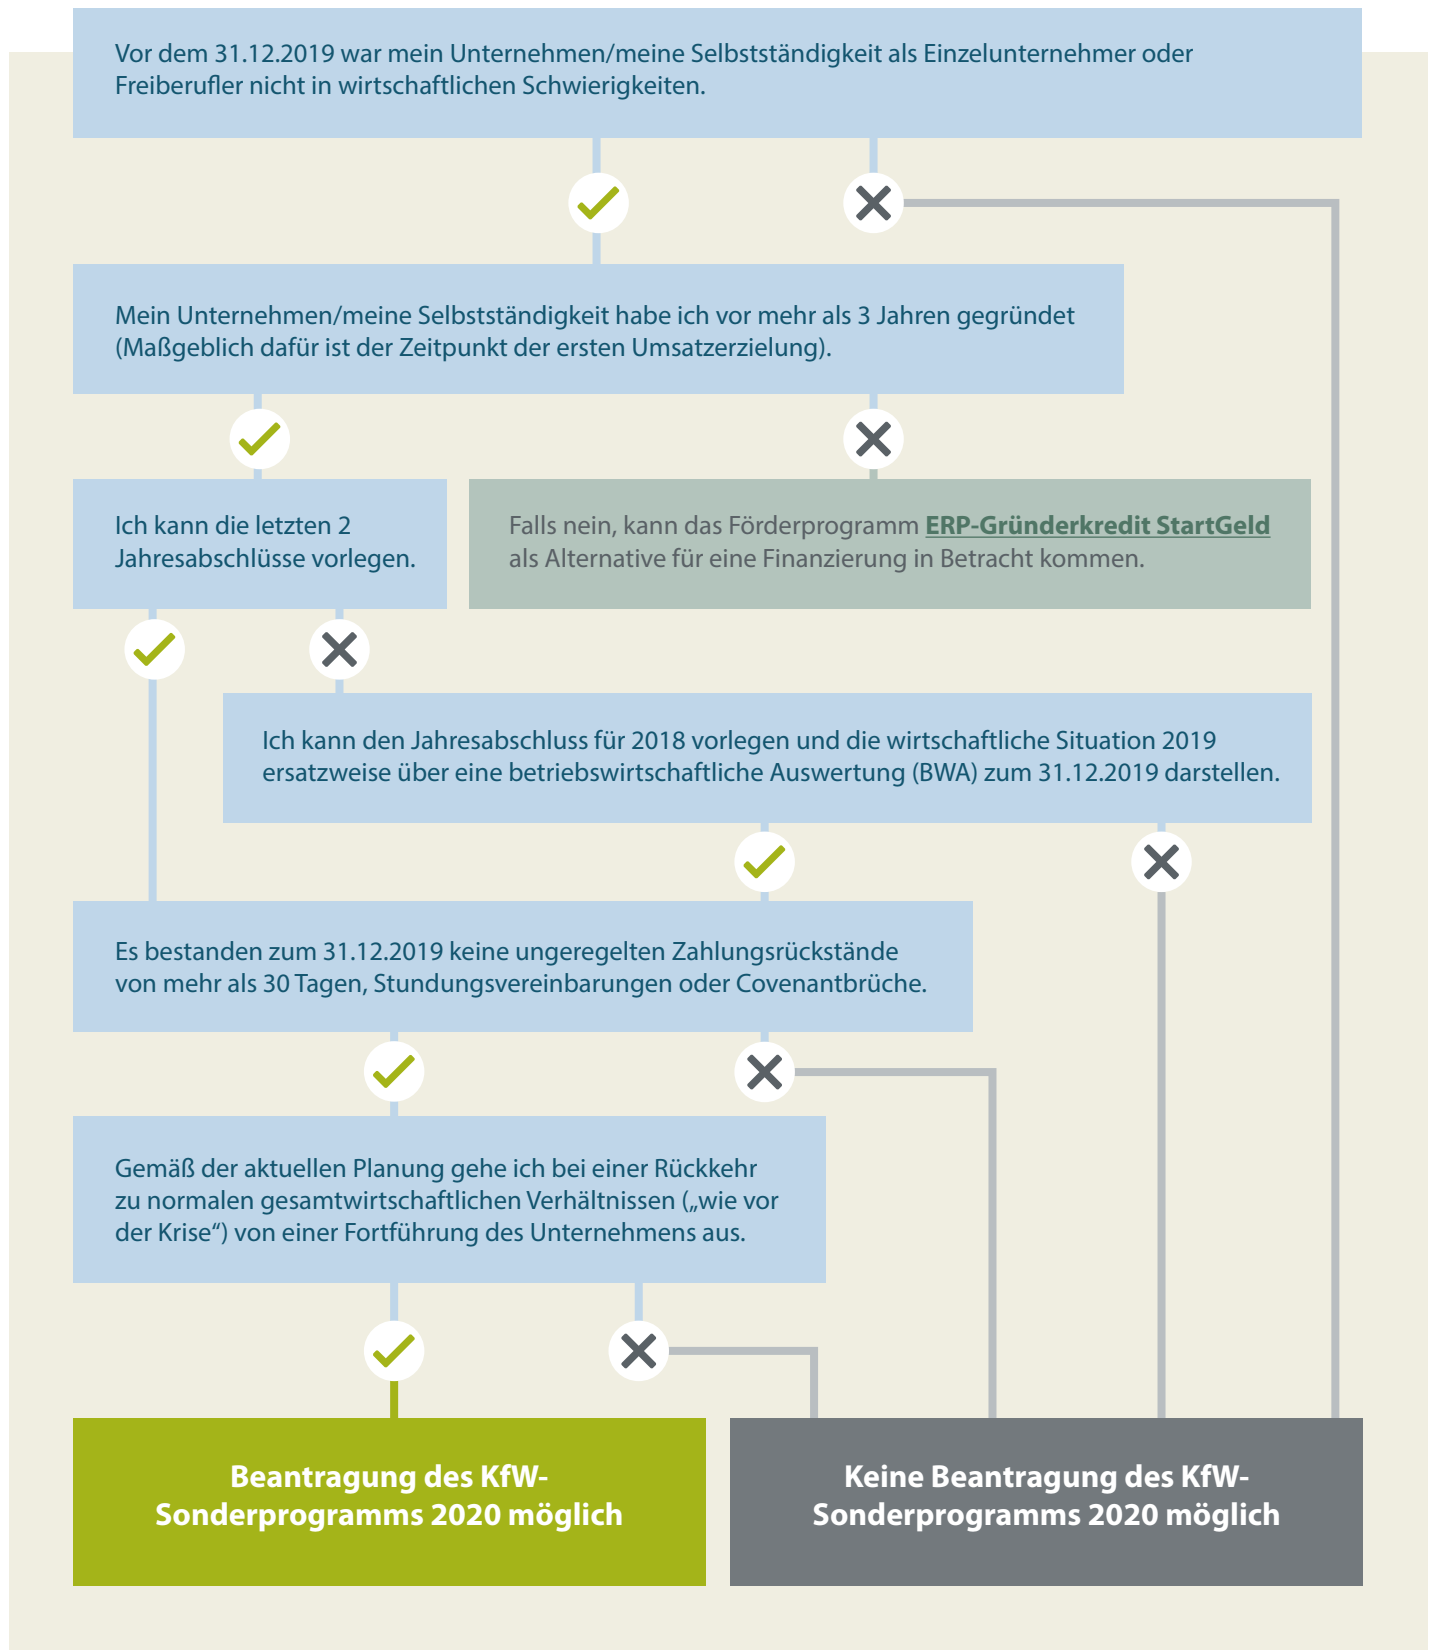 Vor dem 31.12.2019 war mein Unternehmen/meine Selbstständigkeit als Einzelunternehmer oder
Freiberufler nicht in wirtschaftlichen Schwierigkeiten.
Mein Unternehmen/meine Selbstständigkeit habe ich vor mehr als 3 Jahren gegründet
(Maßgeblich dafür ist der Zeitpunkt der ersten Umsatzerzielung).
Ich kann die letzten 2
Jahresabschlüsse vorlegen.
Falls nein, kann das Förderprogramm ERP-Gründerkredit StartGeld
als Alternative für eine Finanzierung in Betracht kommen.
Ich kann den Jahresabschluss für 2018 vorlegen und die wirtschaftliche Situation 2019
ersatzweise über eine betriebswirtschaftliche Auswertung (BWA) zum 31.12.2019 darstellen.
Es bestanden zum 31.12.2019 keine ungeregelten Zahlungsrückstände
von mehr als 30 Tagen, Stundungsvereinbarungen oder Covenantbrüche.
Gemäß der aktuellen Planung gehe ich bei einer Rückkehr
zu normalen gesamtwirtschaftlichen Verhältnissen („wie vor
der Krise“) von einer Fortführung des Unternehmens aus.
Beantragung des KfW-
Sonderprogramms 2020 möglich
Keine Beantragung des KfW-
Sonderprogramms 2020 möglich